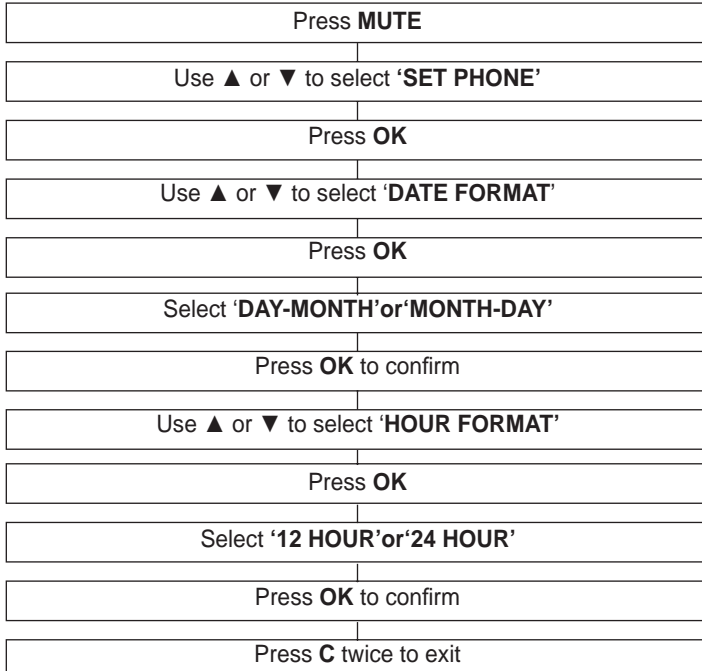 Press MUTE
Use ▲ or ▼ to select ‘SET PHONE’
Press OK
Use ▲ or ▼ to select ‘DATE FORMAT’
Press OK
Select ‘DAY-MONTH’or‘MONTH-DAY’
Press OK to confirm
Use ▲ or ▼ to select ‘HOUR FORMAT’
Press OK
Select ‘12 HOUR’or‘24 HOUR’
Press OK to confirm
Press C twice to exit